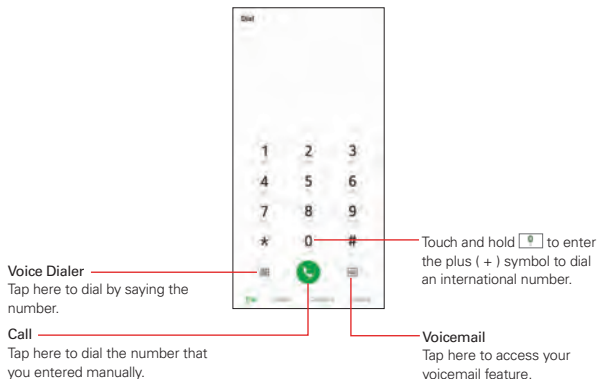 Dial
1 2 3
4 5 6
7 8 9
* 0 #
Touch and hold 0 to enter
the plus ( + ) symbol to dial
an international number.
Voice Dialer
Tap here to dial by saying the
number.
Call
Tap here to dial the number that
you entered manually.
Voicemail
Tap here to access your
voicemail feature.